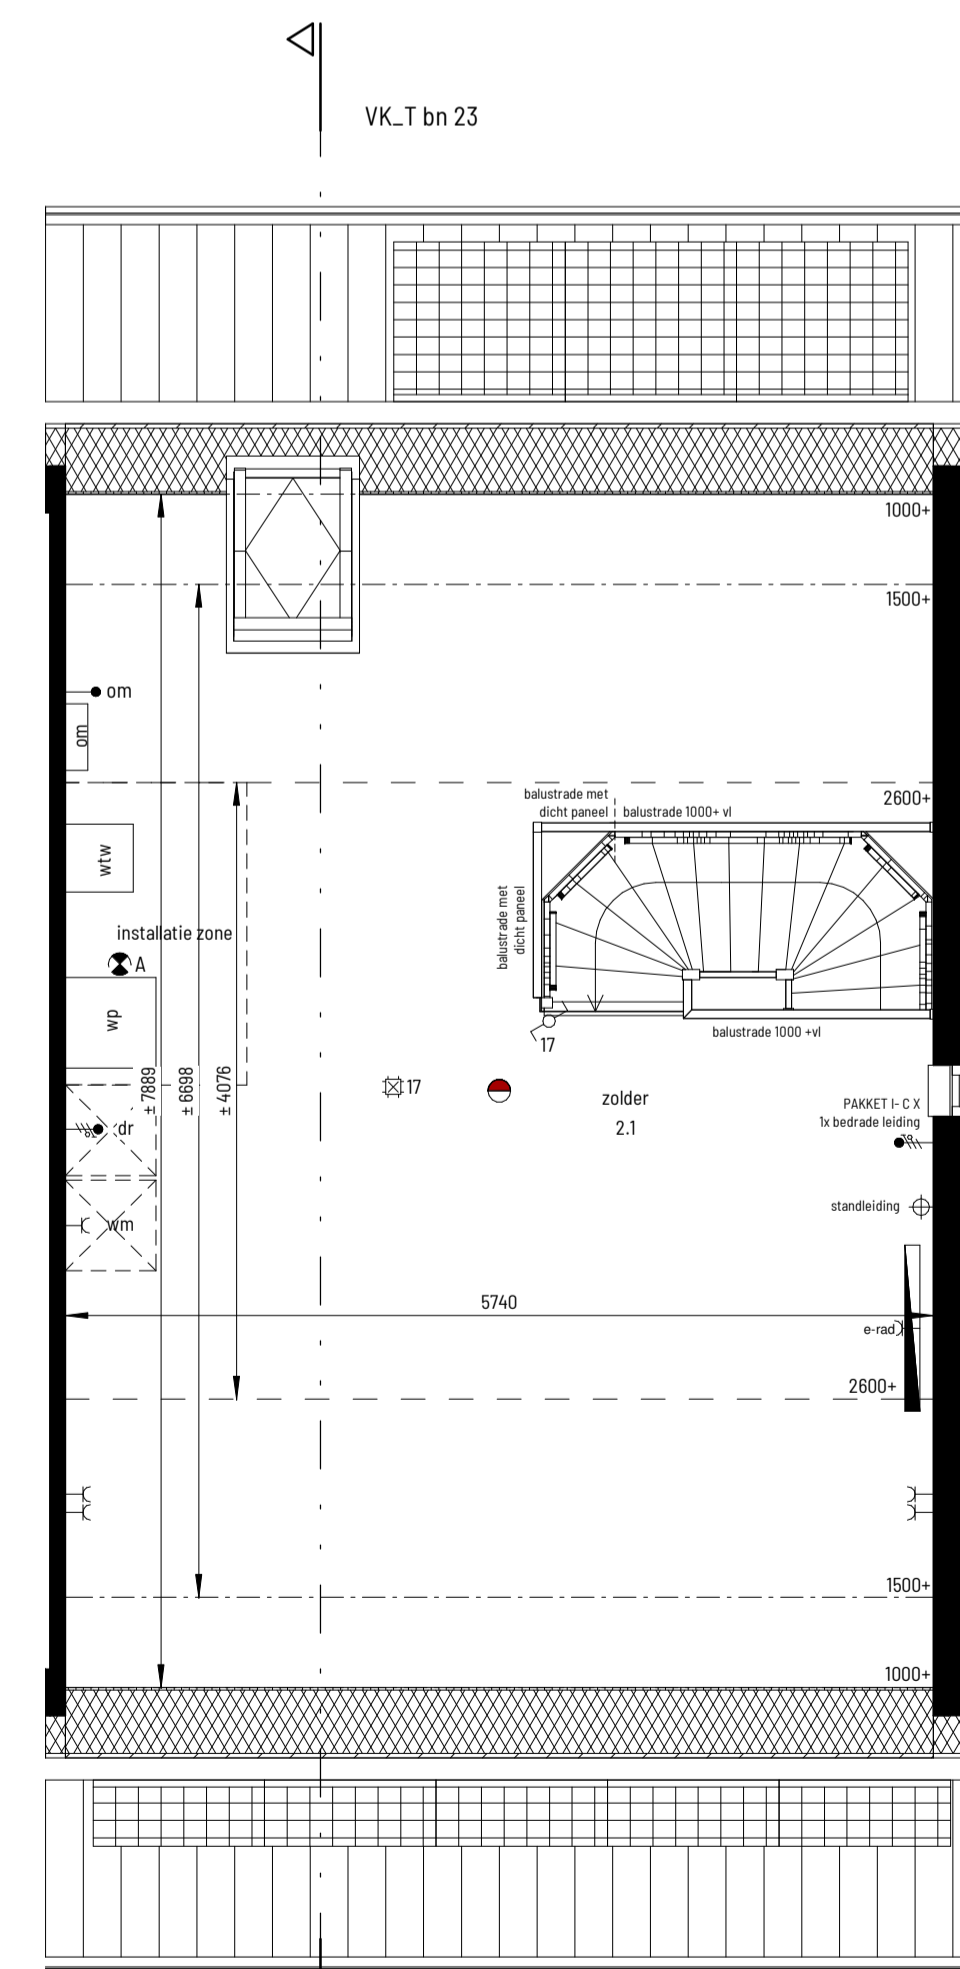 VK_T bn 23
1000+
1500+
om
om
2600+
balustrade met
dicht paneel
balustrade 1000+ vl
wtw
balustrade met
dicht paneel
installatie zone
A
wp
balustrade 1000 +vl
17
± 7889
± 6698
± 4076
17
zolder
2.1
PAKKET I- C X
1x bedrade leiding
dr
standleiding
wm
5740
e-rad
2600+
1500+
1000+